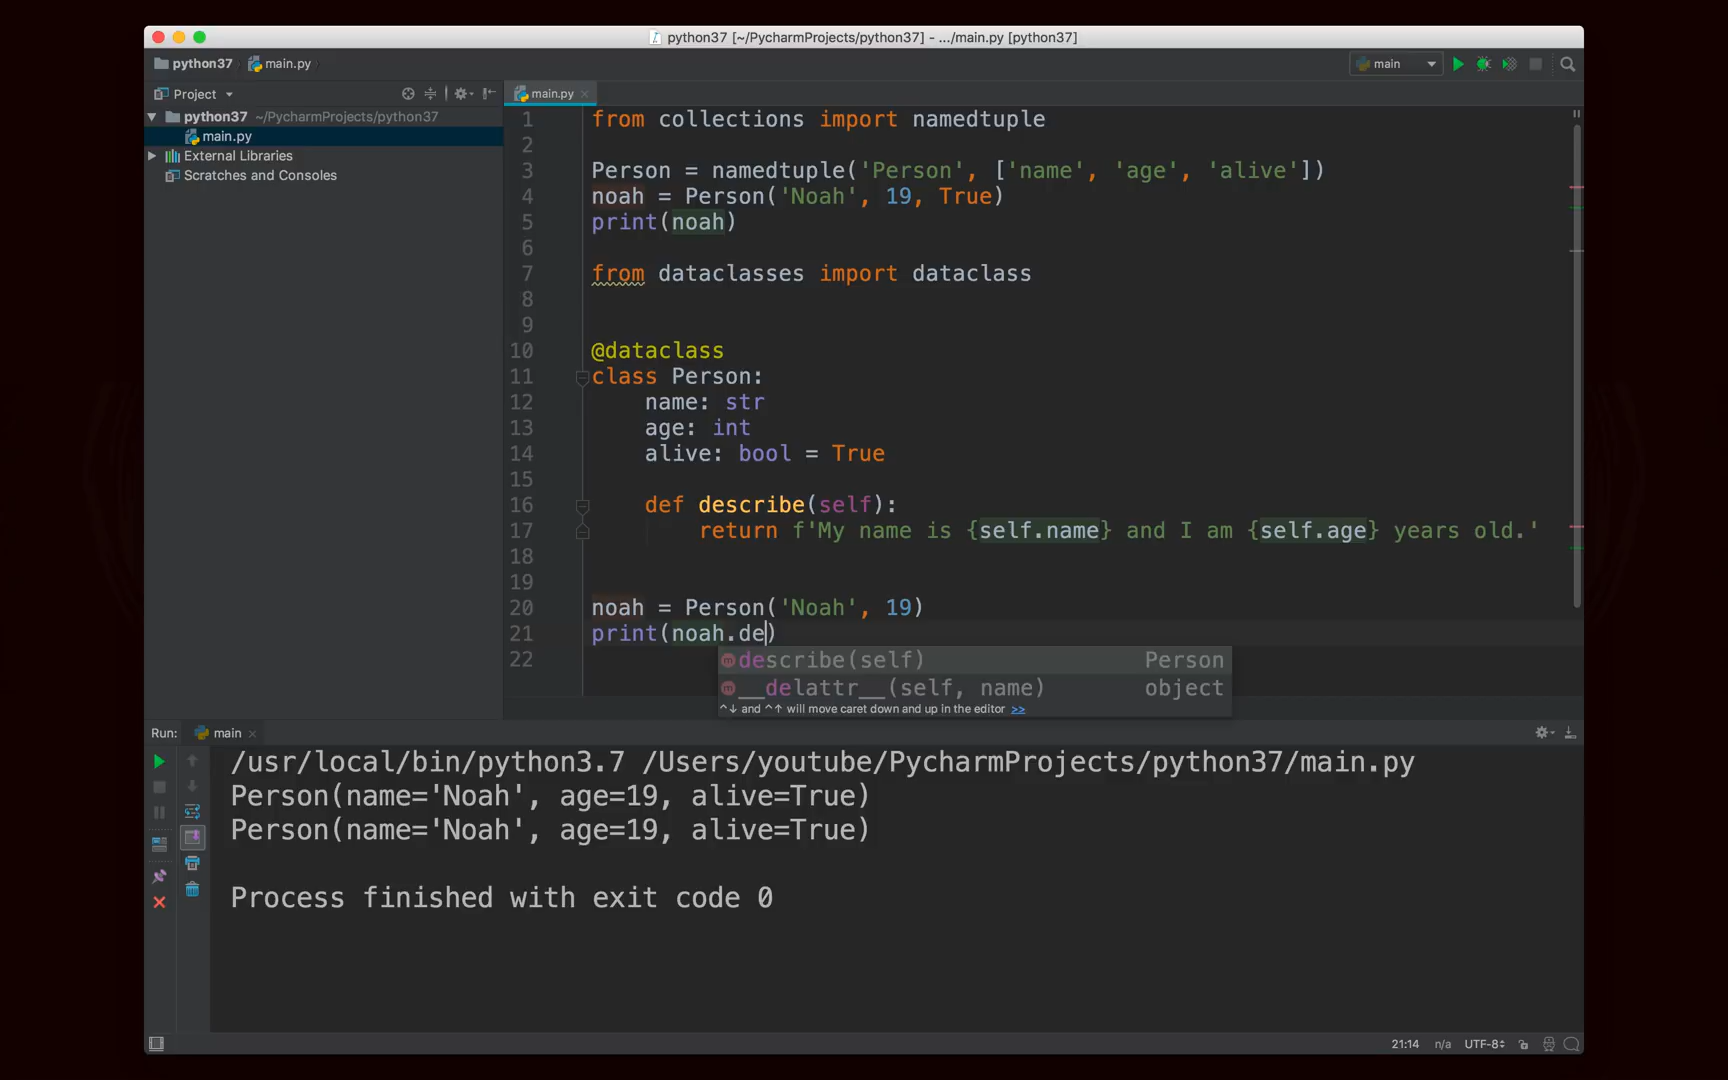 python37 [~/PycharmProjects/python37] - .../main.py [python37]
python37 main.py main
Project main.py
python37 ~/PycharmProjects/python37
main.py
External Libraries
Scratches and Consoles
1 from collections import namedtuple
2
3 Person = namedtuple('Person', ['name', 'age', 'alive'])
4 noah = Person('Noah', 19, True)
5 print(noah)
6
7 from dataclasses import dataclass
8
9
10 @dataclass
11 class Person:
12 name: str
13 age: int
14 alive: bool = True
15
16 def describe(self):
17 return f'My name is {self.name} and I am {self.age} years old.'
18
19
20 noah = Person('Noah', 19)
21 print(noah.de)
22
m describe(self) Person
m __delattr__(self, name) object
^↓ and ^↑ will move caret down and up in the editor >>
Run: main
/usr/local/bin/python3.7 /Users/youtube/PycharmProjects/python37/main.py
Person(name='Noah', age=19, alive=True)
Person(name='Noah', age=19, alive=True)
Process finished with exit code 0
21:14 n/a UTF-8